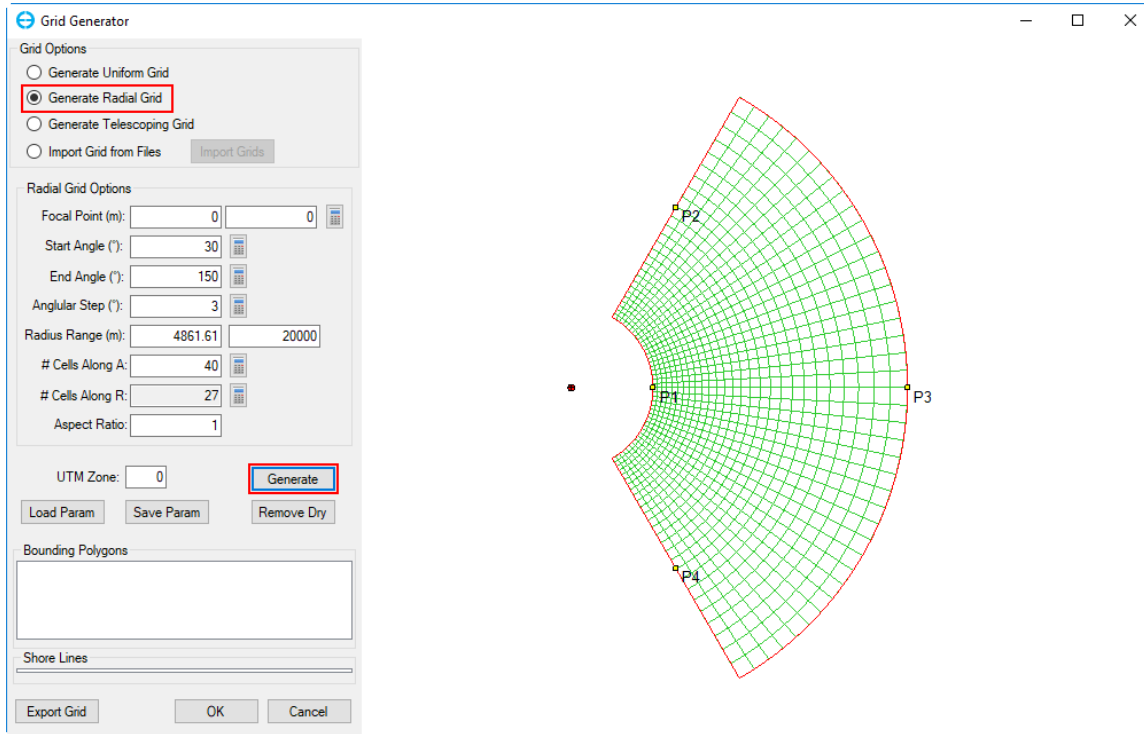 Grid Generator
Grid Options
Generate Uniform Grid
Generate Radial Grid
Generate Telescoping Grid
Import Grid from Files Import Grids
Radial Grid Options
Focal Point (m): 0 0
Start Angle (°): 30
End Angle (°): 150
Anglular Step (°): 3
Radius Range (m): 4861.61 20000
# Cells Along A: 40
# Cells Along R: 27
Aspect Ratio: 1
UTM Zone: 0 Generate
Load Param Save Param Remove Dry
Bounding Polygons
Shore Lines
Export Grid OK Cancel
P2
P1
P3
P4